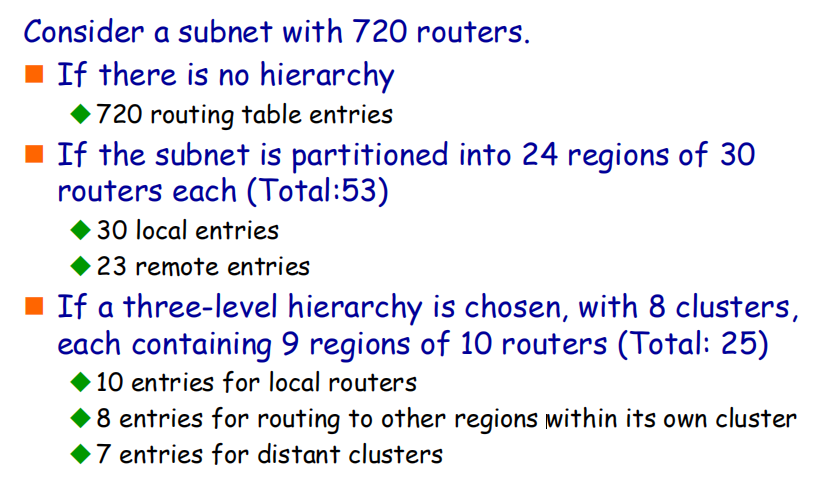 Consider a subnet with 720 routers.
If there is no hierarchy
720 routing table entries
If the subnet is partitioned into 24 regions of 30
routers each (Total:53)
30 local entries
23 remote entries
If a three-level hierarchy is chosen, with 8 clusters,
each containing 9 regions of 10 routers (Total: 25)
10 entries for local routers
8 entries for routing to other regions within its own cluster
7 entries for distant clusters